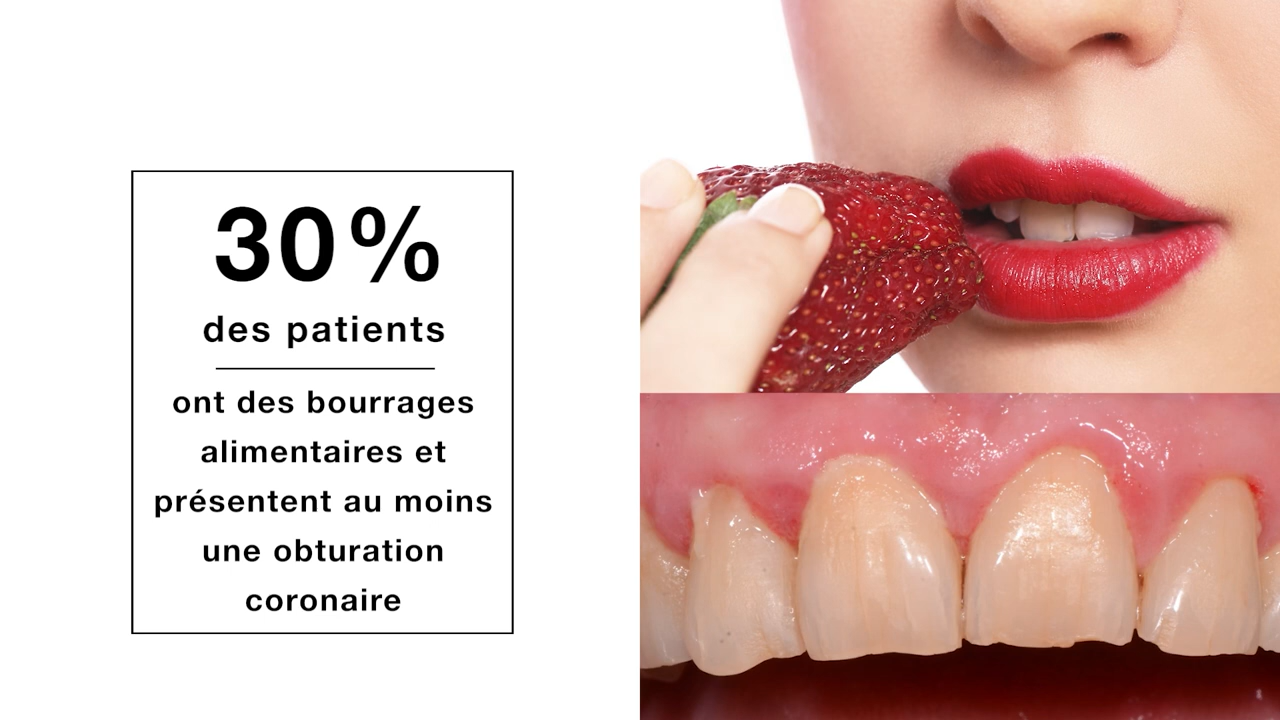 30%
des patients
ont des bourrages
alimentaires et
présentent au moins
une obturation
coronaire